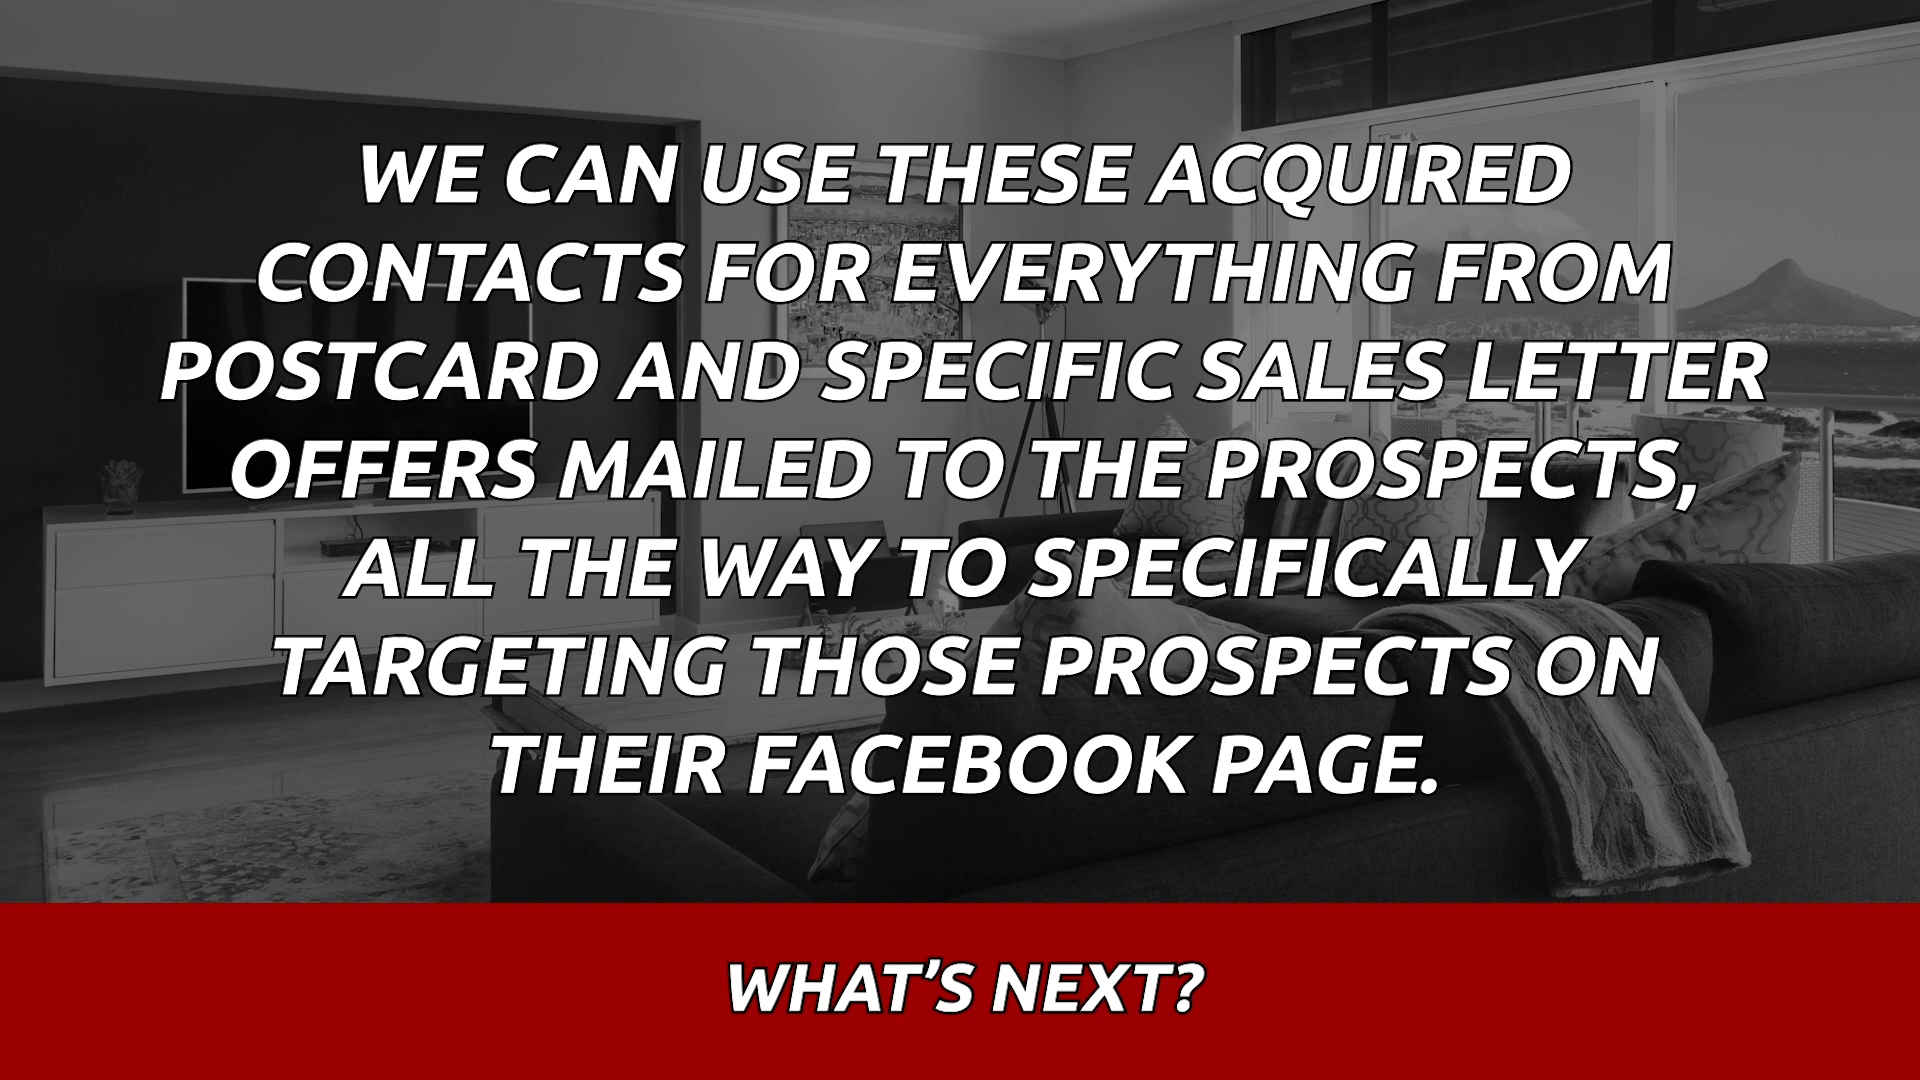 WE CAN USE THESE ACQUIRED
CONTACTS FOR EVERYTHING FROM
POSTCARD AND SPECIFIC SALES LETTER
OFFERS MAILED TO THE PROSPECTS,
ALL THE WAY TO SPECIFICALLY
TARGETING THOSE PROSPECTS ON
THEIR FACEBOOK PAGE.
WHAT’S NEXT?